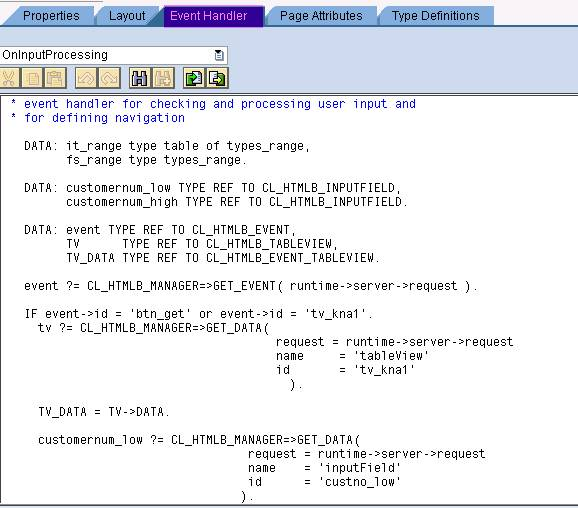 Properties
Layout
Event Handler
Page Attributes
Type Definitions
OnInputProcessing
* event handler for checking and processing user input and
* for defining navigation
DATA: it_range type table of types_range,
fs_range type types_range.
DATA: customernum_low TYPE REF TO CL_HTMLB_INPUTFIELD,
customernum_high TYPE REF TO CL_HTMLB_INPUTFIELD.
DATA: event TYPE REF TO CL_HTMLB_EVENT,
TV TYPE REF TO CL_HTMLB_TABLEVIEW,
TV_DATA TYPE REF TO CL_HTMLB_EVENT_TABLEVIEW.
event ?= CL_HTMLB_MANAGER=>GET_EVENT( runtime->server->request ).
IF event->id = 'btn_get' or event->id = 'tv_kna1'.
tv ?= CL_HTMLB_MANAGER=>GET_DATA(
request = runtime->server->request
name = 'tableView'
id = 'tv_kna1'
).
TV_DATA = TV->DATA.
customernum_low ?= CL_HTMLB_MANAGER=>GET_DATA(
request = runtime->server->request
name = 'inputField'
id = 'custno_low'
).